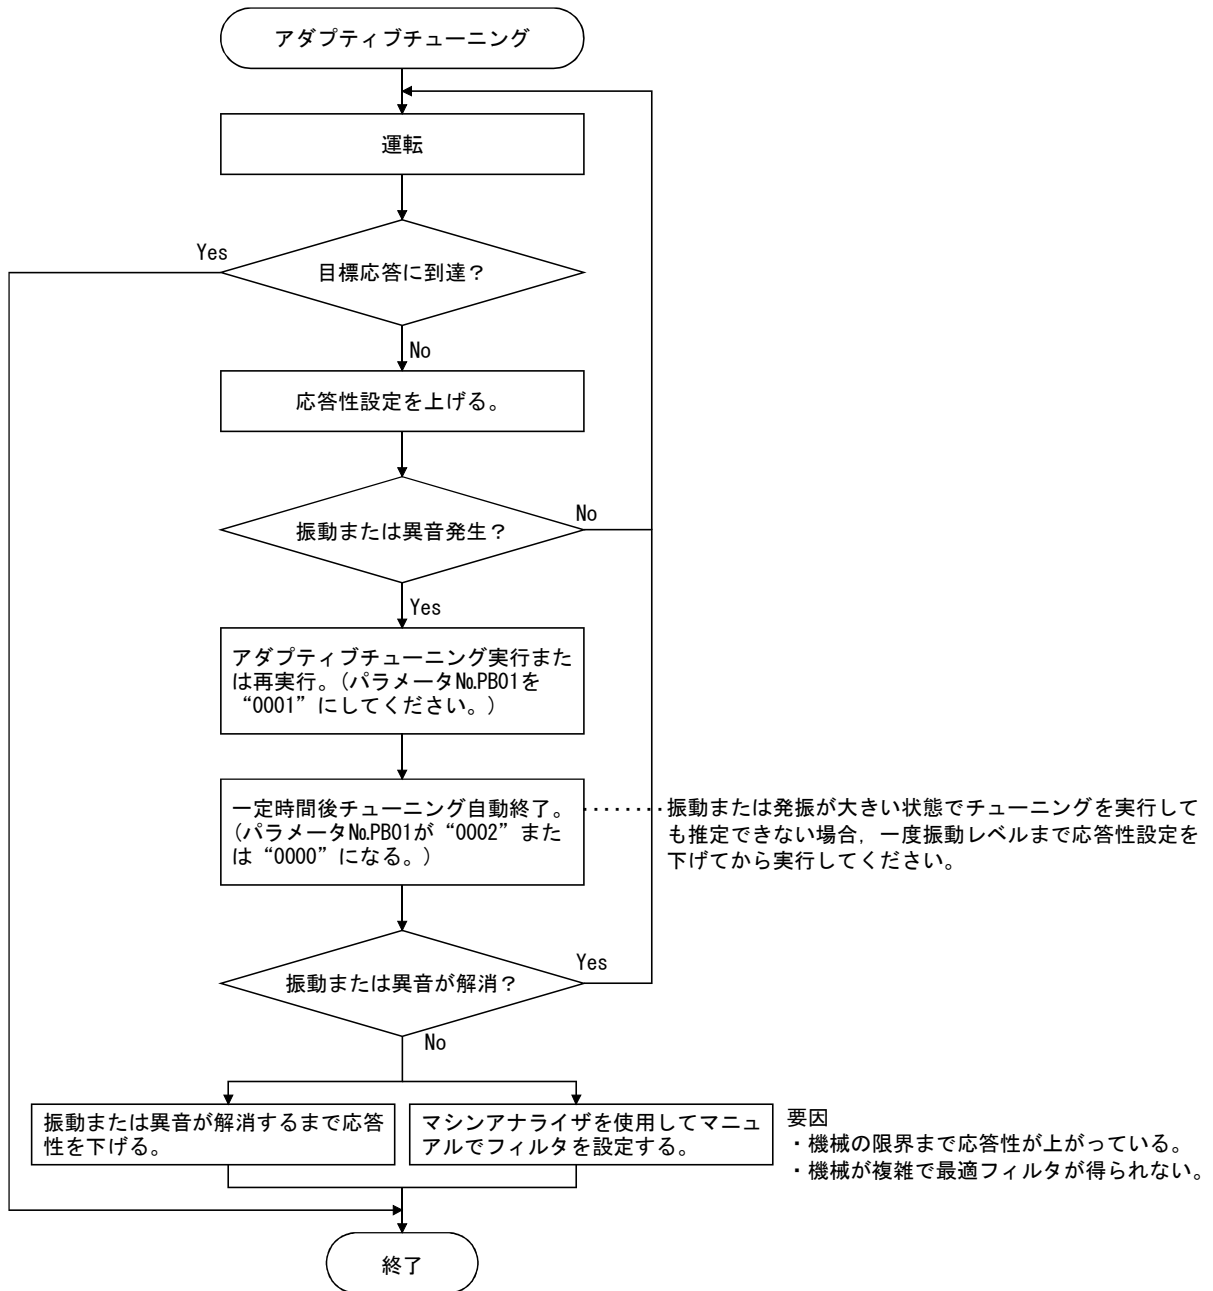 アダプティブチューニング
運転
Yes
目標応答に到達？
No
応答性設定を上げる。
No
振動または異音発生？
Yes
アダプティブチューニング実行また
は再実行。（パラメータ№PB01を
“0001”にしてください。）
一定時間後チューニング自動終了。
（パラメータ№PB01が“0002”また
は“0000”になる。）
振動または発振が大きい状態でチューニングを実行して
も推定できない場合，一度振動レベルまで応答性設定を
下げてから実行してください。
Yes
振動または異音が解消？
No
振動または異音が解消するまで応答
性を下げる。
マシンアナライザを使用してマニュ
アルでフィルタを設定する。
要因
・機械の限界まで応答性が上がっている。
・機械が複雑で最適フィルタが得られない。
終了